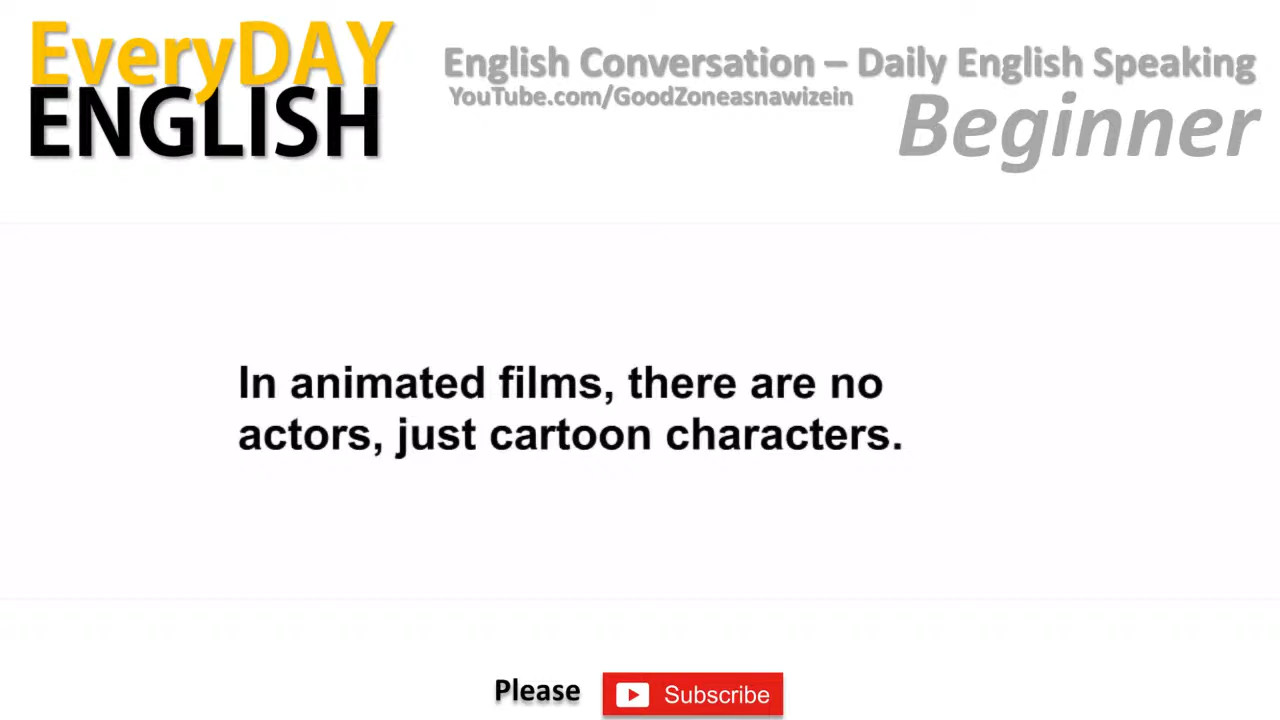 EveryDAY
ENGLISH
English Conversation – Daily English Speaking
YouTube.com/GoodZoneasnawizein
Beginner
In animated films, there are no
actors, just cartoon characters.
Please
Subscribe